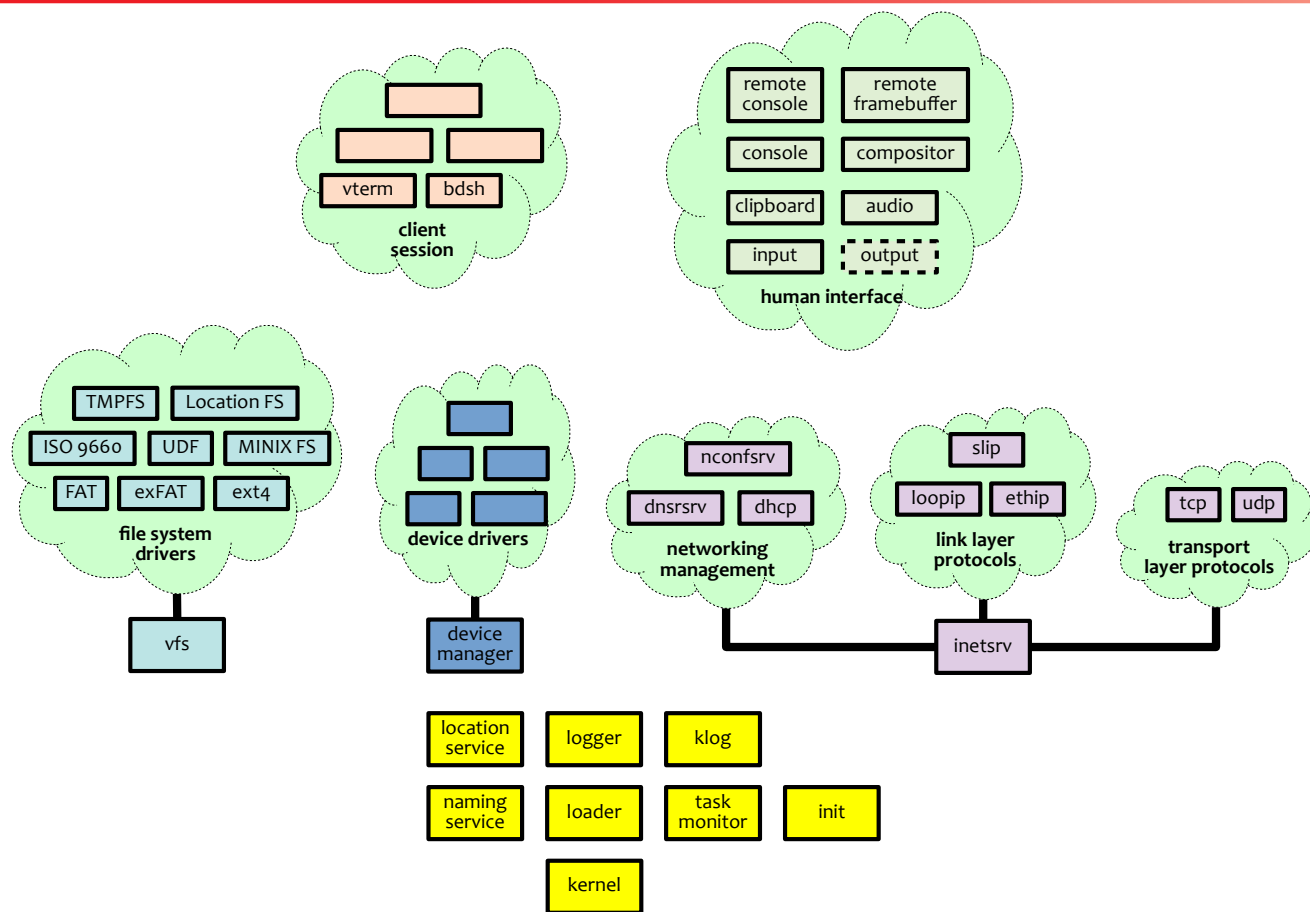 remote
console
remote
framebuffer
console
compositor
vterm
bdsh
clipboard
audio
client
session
input
output
human interface
TMPFS
Location FS
ISO 9660
UDF
MINIX FS
FAT
exFAT
ext4
file system
drivers
device drivers
nconfsrv
dnsrsrv
dhcp
networking
management
slip
loopip
ethip
link layer
protocols
tcp
udp
transport
layer protocols
vfs
device
manager
inetsrv
location
service
logger
klog
naming
service
loader
task
monitor
init
kernel